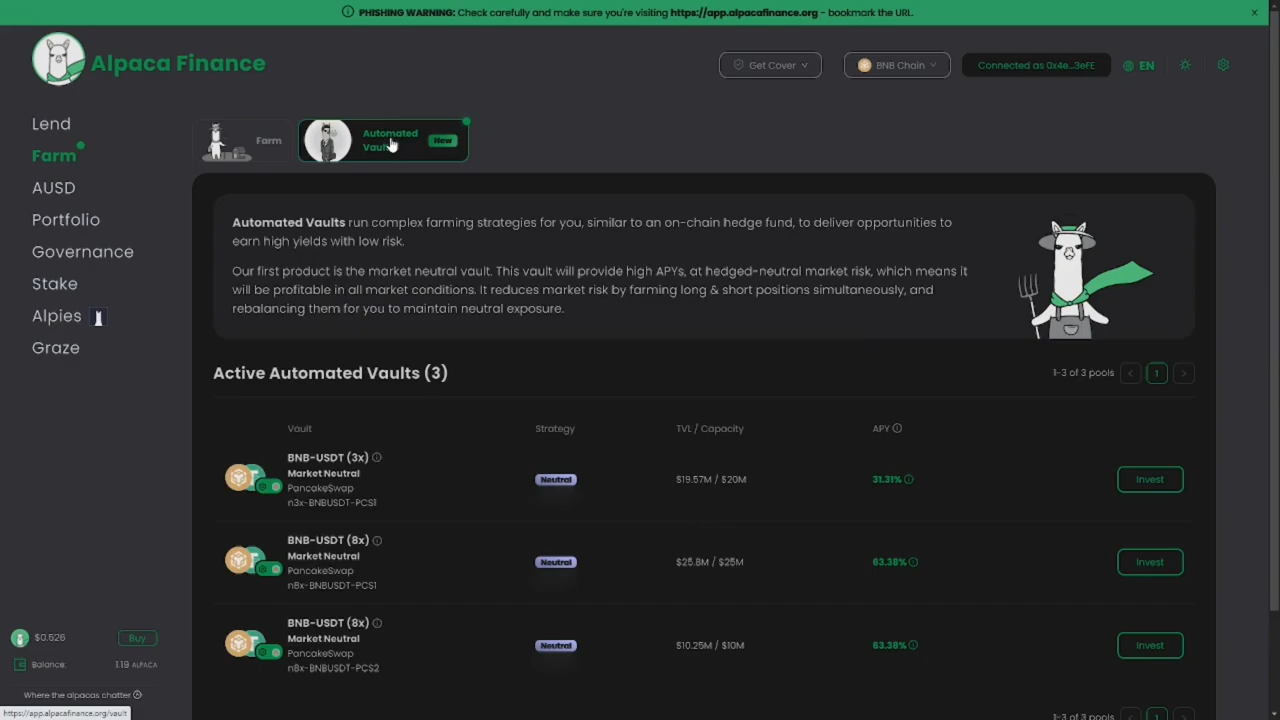 PHISHING WARNING: Check carefully and make sure you're visiting https://app.alpacafinance.org - bookmark the URL.
Alpaca Finance
Get Cover
BNB Chain
Connected as 0x4e...3eFE
EN
Lend
Farm
AUSD
Portfolio
Governance
Stake
Alpies
Graze
Farm
Automated
New
Automated Vaults run complex farming strategies for you, similar to an on-chain hedge fund, to deliver opportunities to
earn high yields with low risk.
Our first product is the market neutral vault. This vault will provide high APYs, at hedged-neutral market risk, which means it
will be profitable in all market conditions. It reduces market risk by farming long & short positions simultaneously, and
rebalancing them for you to maintain neutral exposure.
Active Automated Vaults (3)
1-3 of 3 pools
1
Vault
Strategy
TVL / Capacity
APY
BNB-USDT (3x)
Market Neutral
PancakeSwap
n3x-BNBUSDT-PCS1
Neutral
$19.57M / $20M
31.31%
Invest
BNB-USDT (8x)
Market Neutral
PancakeSwap
n8x-BNBUSDT-PCS1
Neutral
$25.8M / $25M
63.38%
Invest
BNB-USDT (8x)
Market Neutral
PancakeSwap
n8x-BNBUSDT-PCS2
Neutral
$10.25M / $10M
63.38%
Invest
1-3 of 3 pools
1
$0.526
Buy
Balance:
1.19 ALPACA
Where the alpacas chatter
https://app.alpacafinance.org/vault